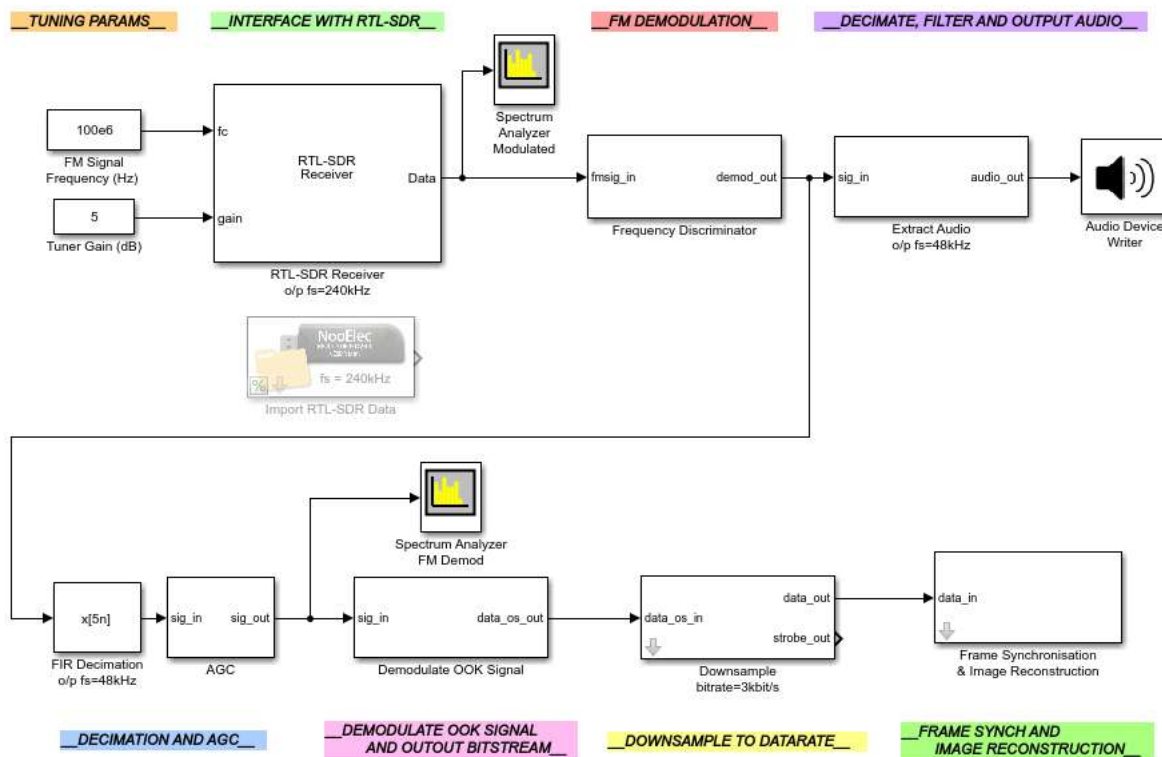 __TUNING PARAMS__
__INTERFACE WITH RTL-SDR__
__FM DEMODULATION__
__DECIMATE, FILTER AND OUTPUT AUDIO__
100e6
FM Signal
Frequency (Hz)
5
Tuner Gain (dB)
fc
gain
RTL-SDR
Receiver
Data
RTL-SDR Receiver
o/p fs=240kHz
Spectrum
Analyzer
Modulated
fmsig_in
demod_out
Frequency Discriminator
sig_in
audio_out
Extract Audio
o/p fs=48kHz
Audio Device
Writer
NooElec
fs = 240kHz
%
Import RTL-SDR Data
Spectrum Analyzer
FM Demod
x[5n]
FIR Decimation
o/p fs=48kHz
sig_in
sig_out
AGC
sig_in
data_os_out
Demodulate OOK Signal
data_os_in
data_out
strobe_out
Downsample
bitrate=3kbit/s
data_in
Frame Synchronisation
& Image Reconstruction
__DECIMATION AND AGC__
__DEMODULATE OOK SIGNAL
AND OUTOUT BITSTREAM__
__DOWNSAMPLE TO DATARATE__
__FRAME SYNCH AND
IMAGE RECONSTRUCTION__